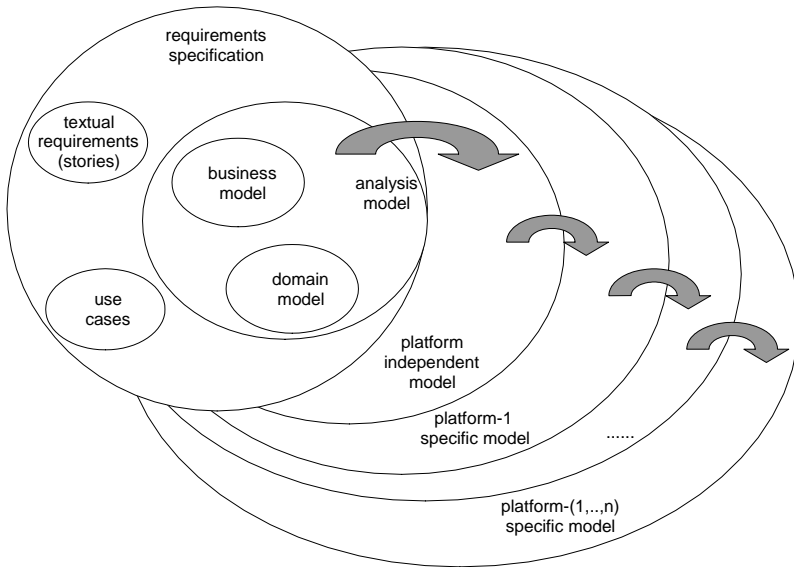 requirements
specification
textual
requirements
(stories)
business
model
analysis
model
domain
model
use
cases
platform
independent
model
platform-1
specific model
......
platform-(1,..,n)
specific model